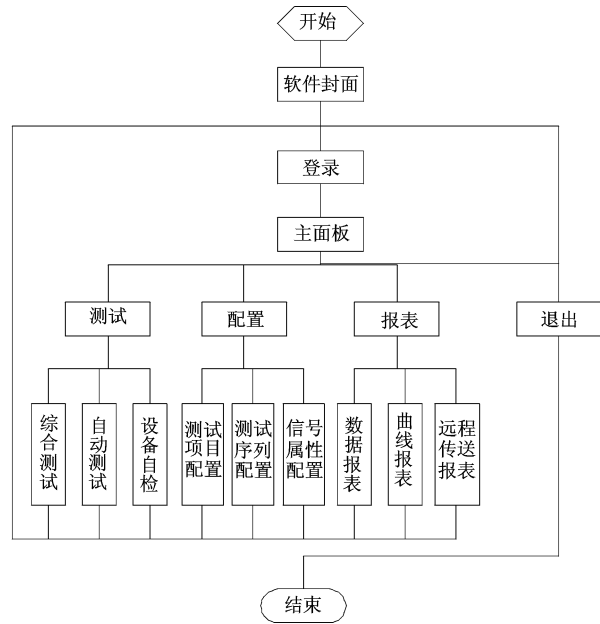 开始
软件封面
登录
主面板
测试
配置
报表
退出
综合测试
自动测试
设备自检
测试
项目
配置
测试
序列
配置
信号
属性
配置
数据报表
曲线报表
远程
传送
报表
结束